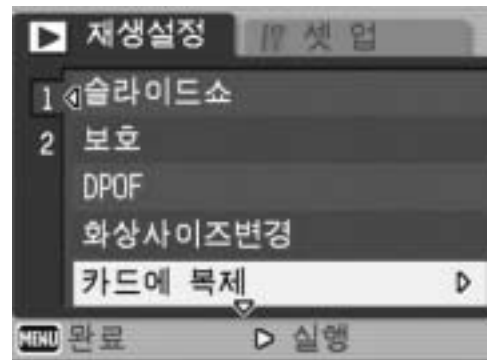 재생설정 셋 업
1 슬라이드쇼
2 보호
DPOF
화상사이즈변경
카드에 복제
MENU 완료 실행